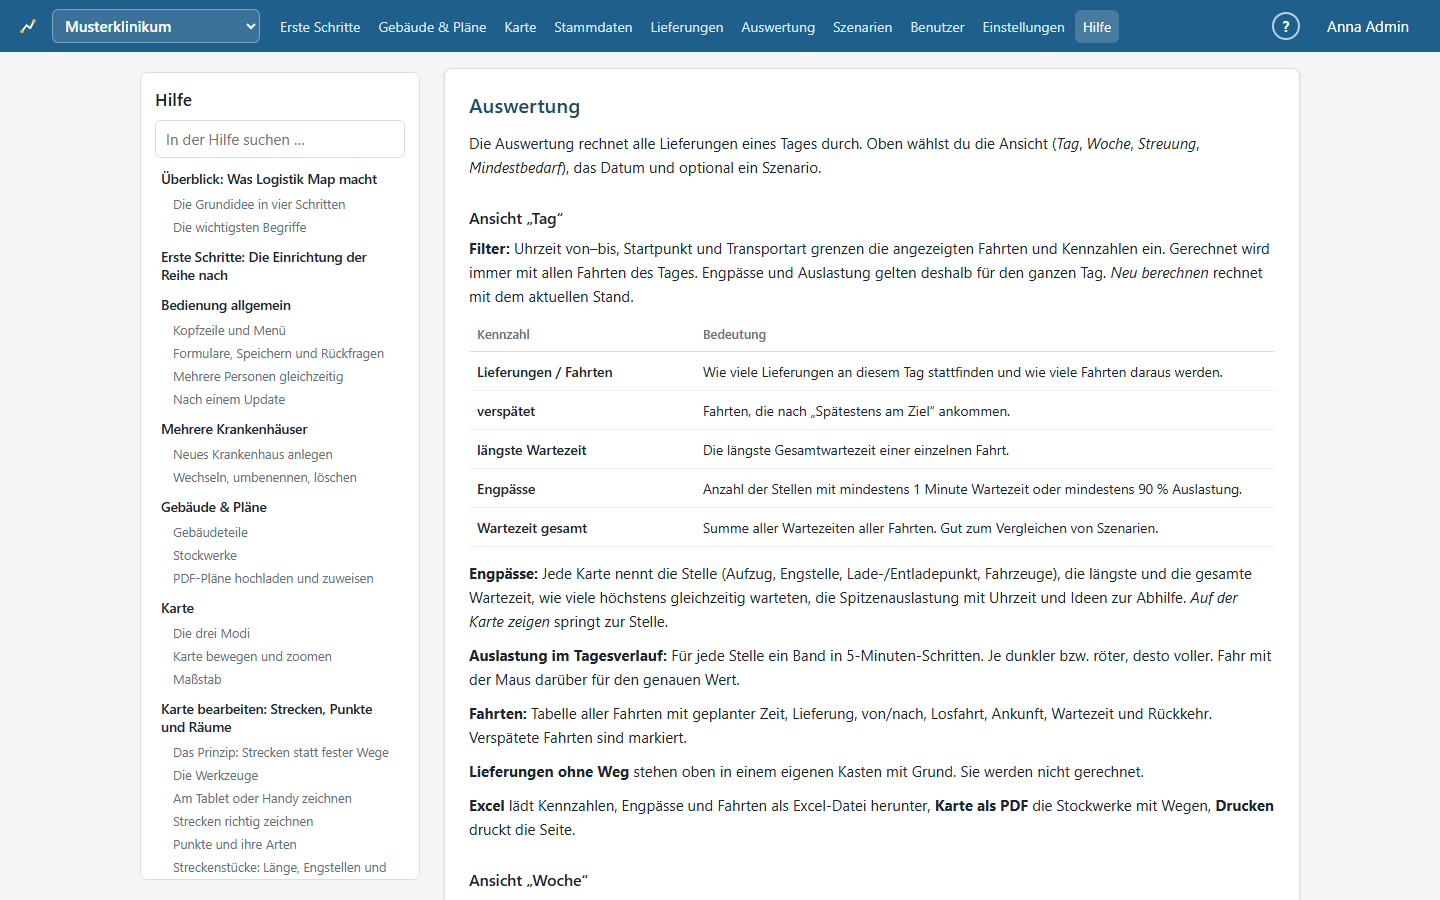 Musterklinikum
Erste Schritte
Gebäude & Pläne
Karte
Stammdaten
Lieferungen
Auswertung
Szenarien
Benutzer
Einstellungen
Hilfe
?
Anna Admin
Hilfe
In der Hilfe suchen ...
Überblick: Was Logistik Map macht
Die Grundidee in vier Schritten
Die wichtigsten Begriffe
Erste Schritte: Die Einrichtung der
Reihe nach
Bedienung allgemein
Kopfzeile und Menü
Formulare, Speichern und Rückfragen
Mehrere Personen gleichzeitig
Nach einem Update
Mehrere Krankenhäuser
Neues Krankenhaus anlegen
Wechseln, umbenennen, löschen
Gebäude & Pläne
Gebäudeteile
Stockwerke
PDF-Pläne hochladen und zuweisen
Karte
Die drei Modi
Karte bewegen und zoomen
Maßstab
Karte bearbeiten: Strecken, Punkte
und Räume
Das Prinzip: Strecken statt fester Wege
Die Werkzeuge
Am Tablet oder Handy zeichnen
Strecken richtig zeichnen
Punkte und ihre Arten
Streckenstücke: Länge, Engstellen und
Auswertung
Die Auswertung rechnet alle Lieferungen eines Tages durch. Oben wählst du die Ansicht (Tag, Woche, Streuung,
Mindestbedarf), das Datum und optional ein Szenario.
Ansicht „Tag“
Filter: Uhrzeit von–bis, Startpunkt und Transportart grenzen die angezeigten Fahrten und Kennzahlen ein. Gerechnet wird
immer mit allen Fahrten des Tages. Engpässe und Auslastung gelten deshalb für den ganzen Tag. Neu berechnen rechnet
mit dem aktuellen Stand.
Kennzahl Bedeutung
Lieferungen / Fahrten Wie viele Lieferungen an diesem Tag stattfinden und wie viele Fahrten daraus werden.
verspätet Fahrten, die nach „Spätestens am Ziel“ ankommen.
längste Wartezeit Die längste Gesamtwartezeit einer einzelnen Fahrt.
Engpässe Anzahl der Stellen mit mindestens 1 Minute Wartezeit oder mindestens 90 % Auslastung.
Wartezeit gesamt Summe aller Wartezeiten aller Fahrten. Gut zum Vergleichen von Szenarien.
Engpässe: Jede Karte nennt die Stelle (Aufzug, Engstelle, Lade-/Entladepunkt, Fahrzeuge), die längste und die gesamte
Wartezeit, wie viele höchstens gleichzeitig warteten, die Spitzenauslastung mit Uhrzeit und Ideen zur Abhilfe. Auf der
Karte zeigen springt zur Stelle.
Auslastung im Tagesverlauf: Für jede Stelle ein Band in 5-Minuten-Schritten. Je dunkler bzw. röter, desto voller. Fahr mit
der Maus darüber für den genauen Wert.
Fahrten: Tabelle aller Fahrten mit geplanter Zeit, Lieferung, von/nach, Losfahrt, Ankunft, Wartezeit und Rückkehr.
Verspätete Fahrten sind markiert.
Lieferungen ohne Weg stehen oben in einem eigenen Kasten mit Grund. Sie werden nicht gerechnet.
Excel lädt Kennzahlen, Engpässe und Fahrten als Excel-Datei herunter, Karte als PDF die Stockwerke mit Wegen, Drucken
druckt die Seite.
Ansicht „Woche“